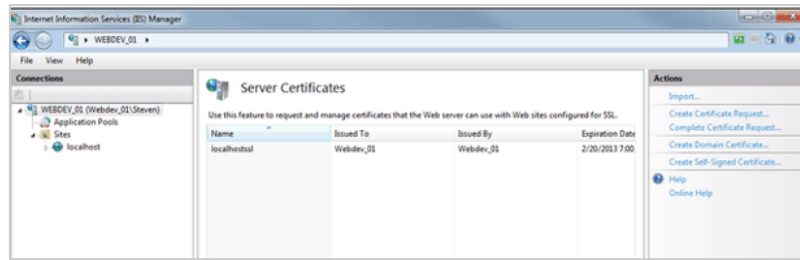 Internet Information Services (IIS) Manager
WEBDEV_01
File View Help
Connections
WEBDEV_01 (Webdev_01\Steven)
Application Pools
Sites
localhost
Server Certificates
Use this feature to request and manage certificates that the Web server can use with Web sites configured for SSL.
Name Issued To Issued By Expiration Date
localhostssl Webdev_01 Webdev_01 2/20/2013 7:00
Actions
Import...
Create Certificate Request...
Complete Certificate Request...
Create Domain Certificate...
Create Self-Signed Certificate...
Help
Online Help